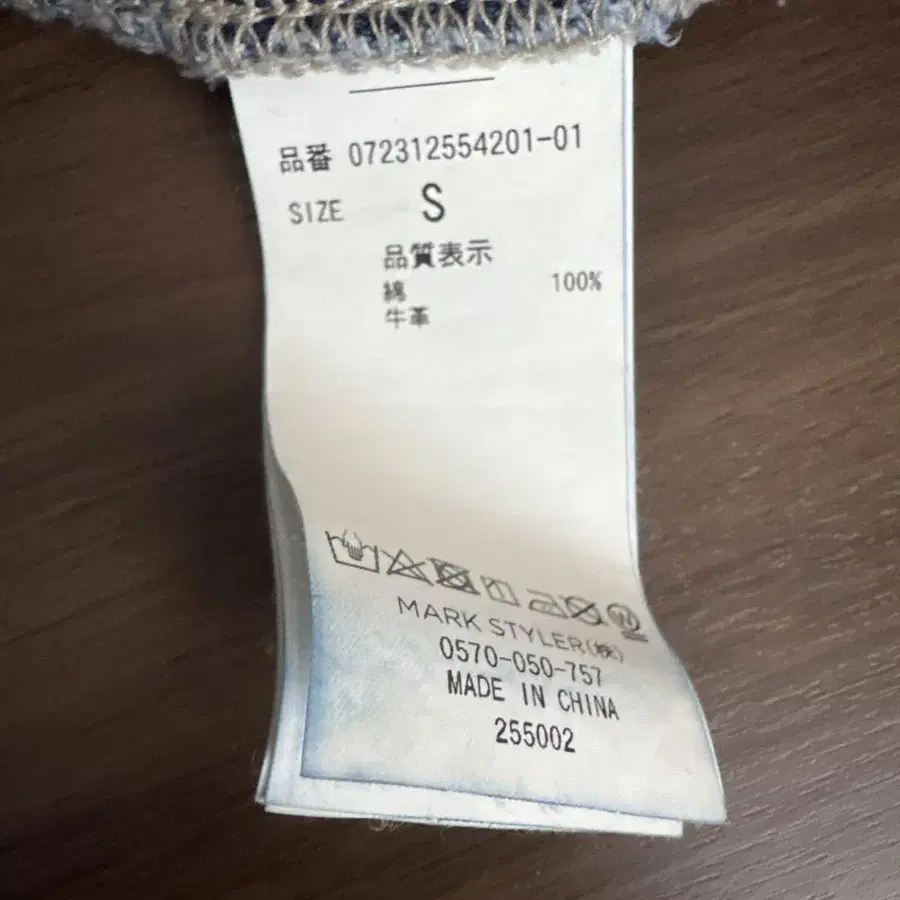 品番 072312554201-01
SIZE S
品質表示
綿 100%
牛革
MARK STYLER(株)
0570-050-757
MADE IN CHINA
255002